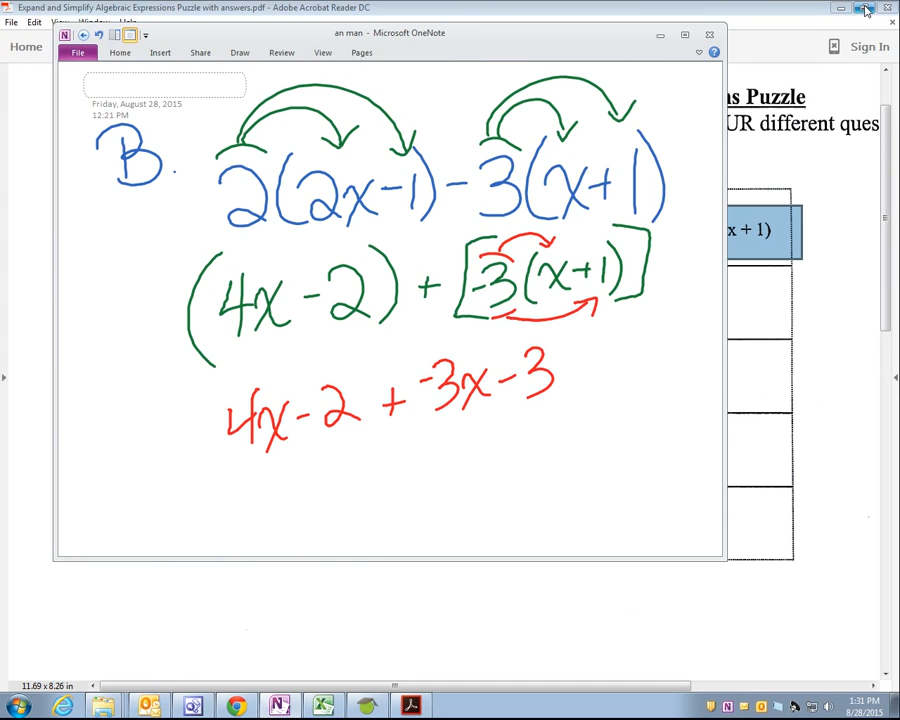 Expand and Simplify Algebraic Expressions Puzzle with answers.pdf - Adobe Acrobat Reader DC
File Edit View Window Help
Home Sign In
an man - Microsoft OneNote
File Home Insert Share Draw Review View Pages
Friday, August 28, 2015
12:21 PM
ns Puzzle
UR different ques
x + 1)
B. 2(2x-1) - 3(x+1)
(4x - 2) + [-3(x+1)]
4x - 2 + -3x - 3
11.69 x 8.26 in
1:31 PM
8/28/2015